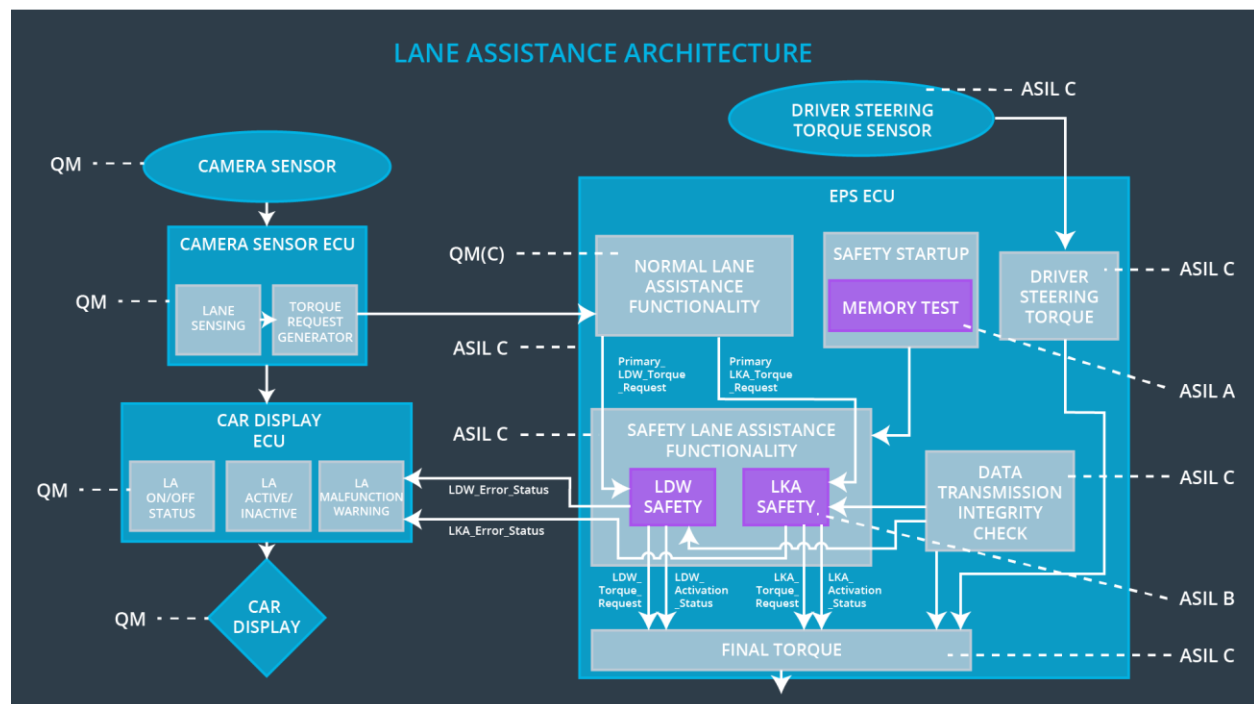 LANE ASSISTANCE ARCHITECTURE
ASIL C
DRIVER STEERING
TORQUE SENSOR
QM
CAMERA SENSOR
EPS ECU
CAMERA SENSOR ECU
QM(C)
NORMAL LANE
ASSISTANCE
FUNCTIONALITY
SAFETY STARTUP
MEMORY TEST
DRIVER
STEERING
TORQUE
ASIL C
QM
LANE
SENSING
TORQUE
REQUEST
GENERATOR
ASIL C
Primary_
LDW_Torque
_Request
Primary
LKA_Torque
_Request
ASIL A
CAR DISPLAY
ECU
ASIL C
SAFETY LANE ASSISTANCE
FUNCTIONALITY
QM
LA
ON/OFF
STATUS
LA
ACTIVE/
INACTIVE
LA
MALFUNCTION
WARNING
LDW_Error_Status
LKA_Error_Status
LDW
SAFETY
LKA
SAFETY
DATA
TRANSMISSION
INTEGRITY
CHECK
ASIL C
LDW_
Torque_
Request
LDW_
Activation
_Status
LKA_
Torque_
Request
LKA_
Activation
_Status
ASIL B
QM
CAR
DISPLAY
FINAL TORQUE
ASIL C